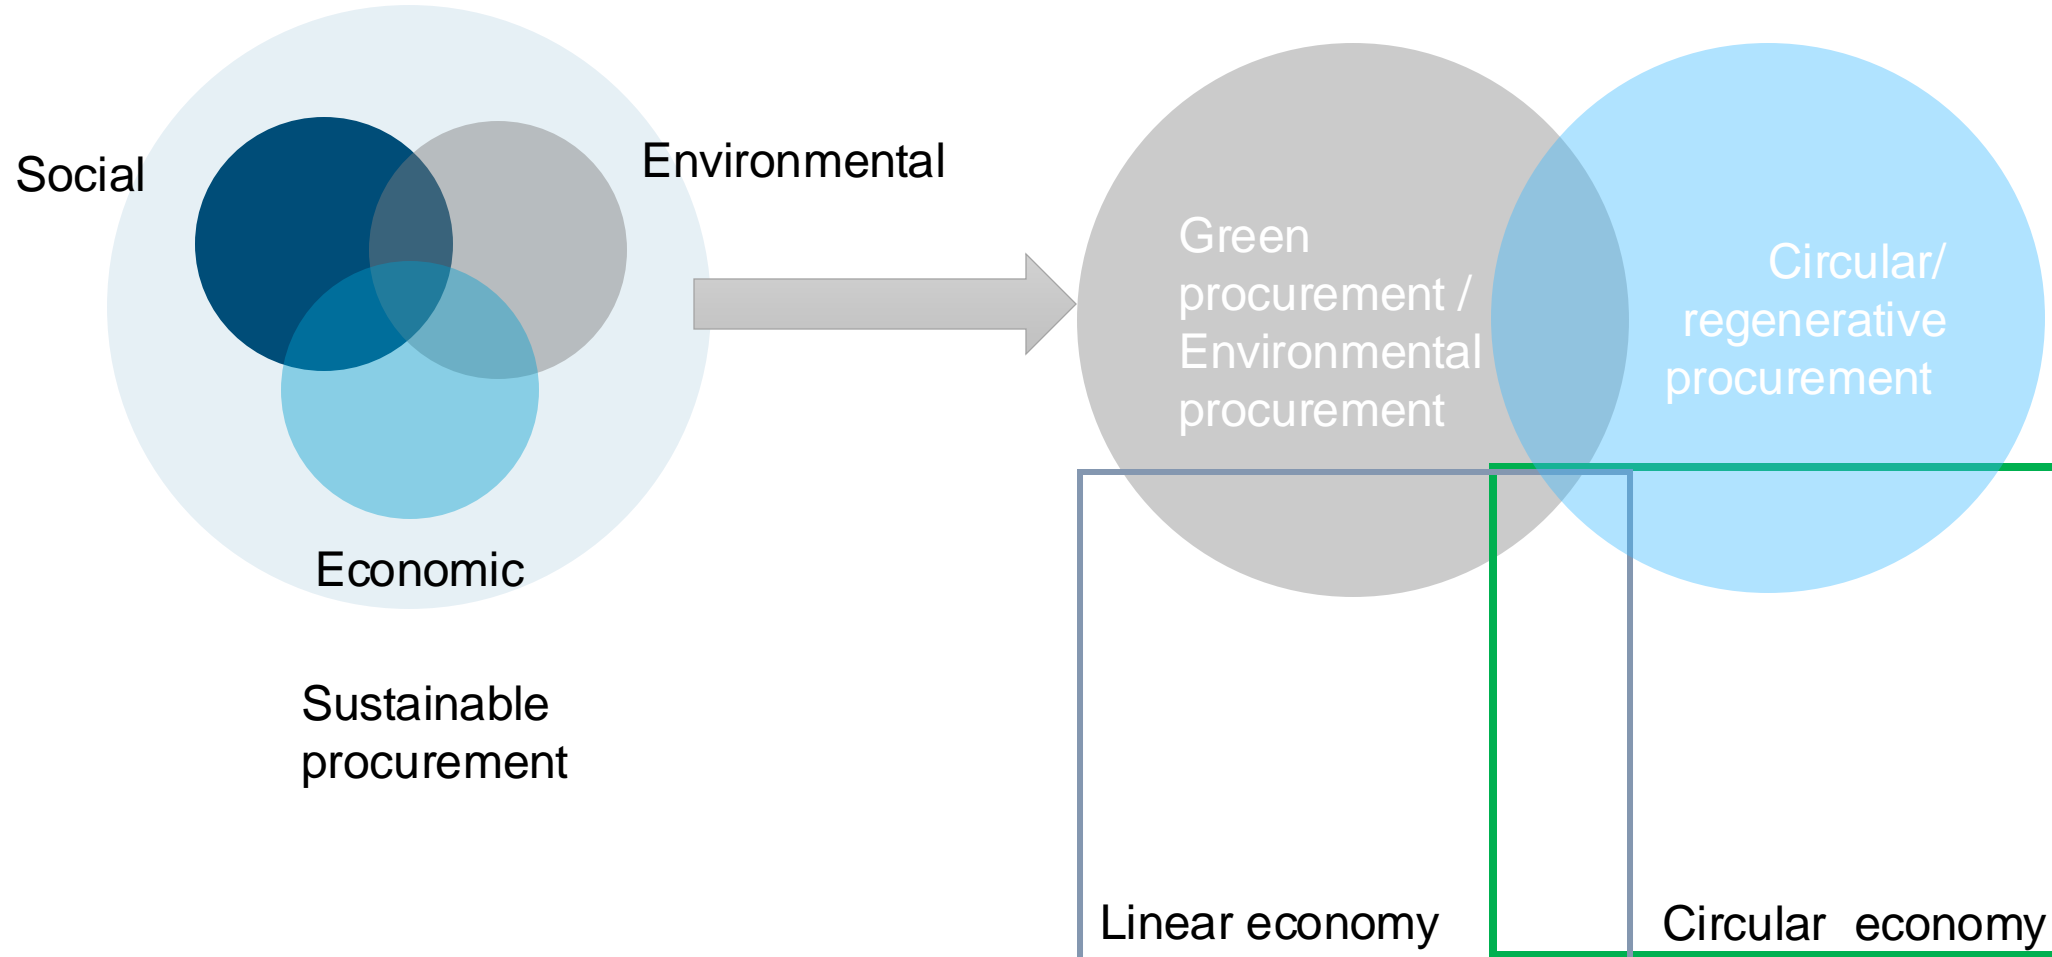 Social
Environmental
Economic
Sustainable
procurement
Green
procurement /
Environmental
procurement
Circular/
regenerative
procurement
Linear economy
Circular economy